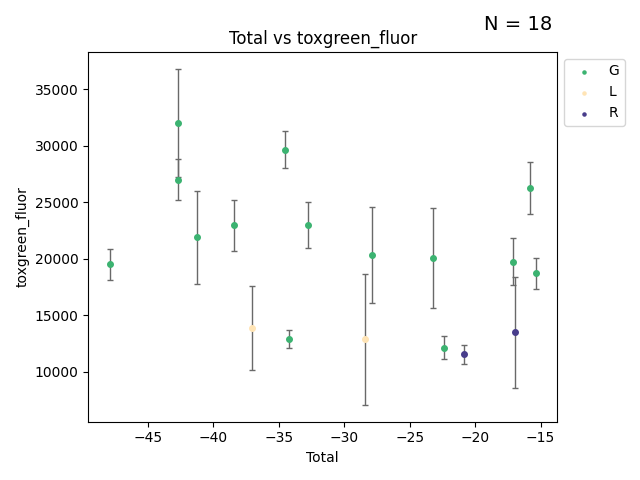 N = 18
Total vs toxgreen_fluor
G
L
R
35000
30000
25000
20000
15000
10000
toxgreen_fluor
−45
−40
−35
−30
−25
−20
−15
Total